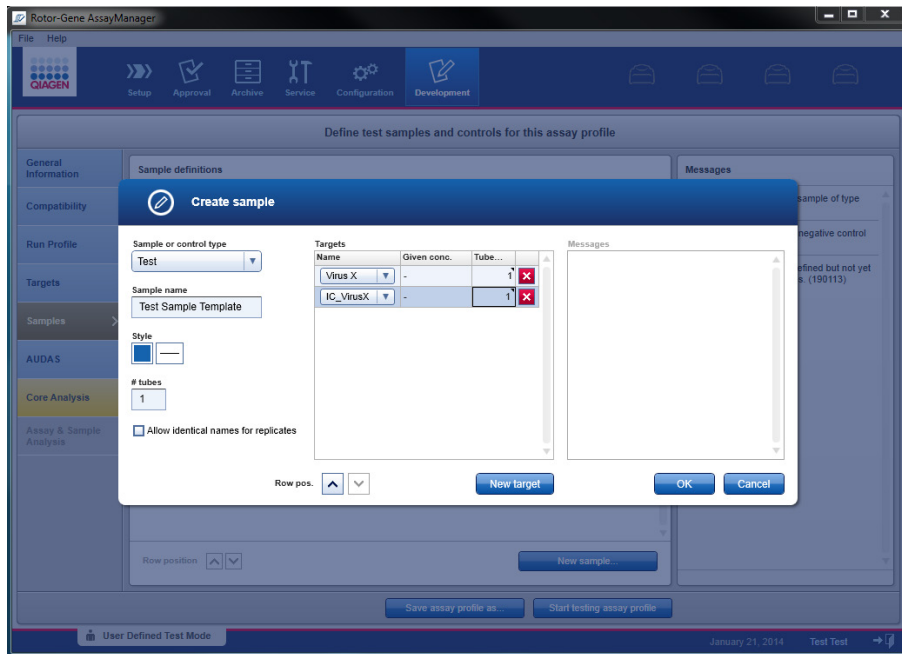 Rotor-Gene AssayManager
File Help
QIAGEN
Setup Approval Archive Service Configuration Development
Define test samples and controls for this assay profile
General Information
Compatibility
Run Profile
Targets
Samples
AUDAS
Core Analysis
Assay & Sample Analysis
Sample definitions
Messages
sample of type
negative control
efined but not yet
s. (190113)
Create sample
Sample or control type
Test
Sample name
Test Sample Template
Style
# tubes
1
Allow identical names for replicates
Targets
Name Given conc. Tube...
Virus X - 1
IC_VirusX - 1
Messages
Row pos.
New target
OK Cancel
Row position
New sample...
Save assay profile as... Start testing assay profile
User Defined Test Mode
January 21, 2014 Test Test